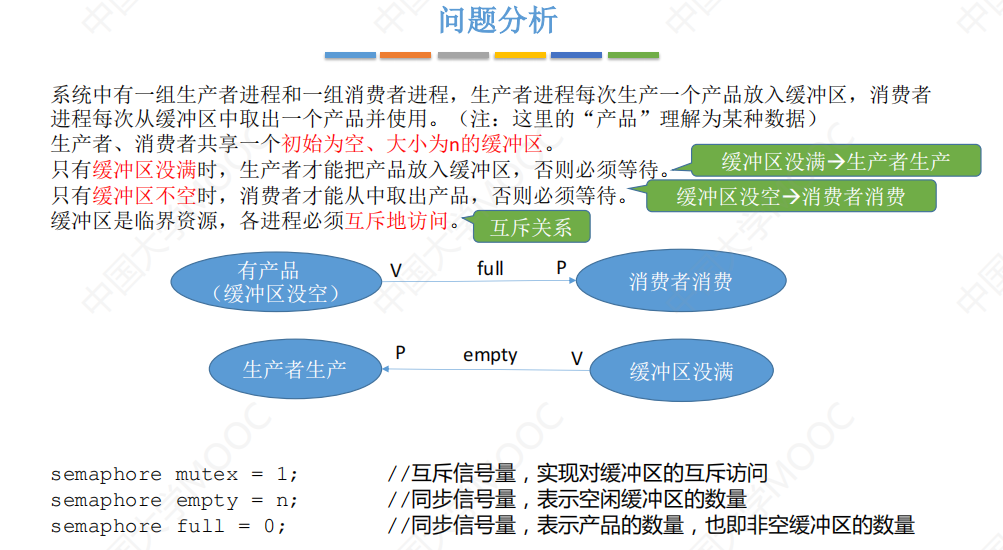 问题分析
系统中有一组生产者进程和一组消费者进程，生产者进程每次生产一个产品放入缓冲区，消费者
进程每次从缓冲区中取出一个产品并使用。（注：这里的“产品”理解为某种数据）
生产者、消费者共享一个初始为空、大小为n的缓冲区。
只有缓冲区没满时，生产者才能把产品放入缓冲区，否则必须等待。
缓冲区没满→生产者生产
只有缓冲区不空时，消费者才能从中取出产品，否则必须等待。
缓冲区没空→消费者消费
缓冲区是临界资源，各进程必须互斥地访问。
互斥关系
有产品
（缓冲区没空）
V full P
消费者消费
生产者生产
P empty V
缓冲区没满
semaphore mutex = 1; //互斥信号量，实现对缓冲区的互斥访问
semaphore empty = n; //同步信号量，表示空闲缓冲区的数量
semaphore full = 0; //同步信号量，表示产品的数量，也即非空缓冲区的数量
中国大学MOOC